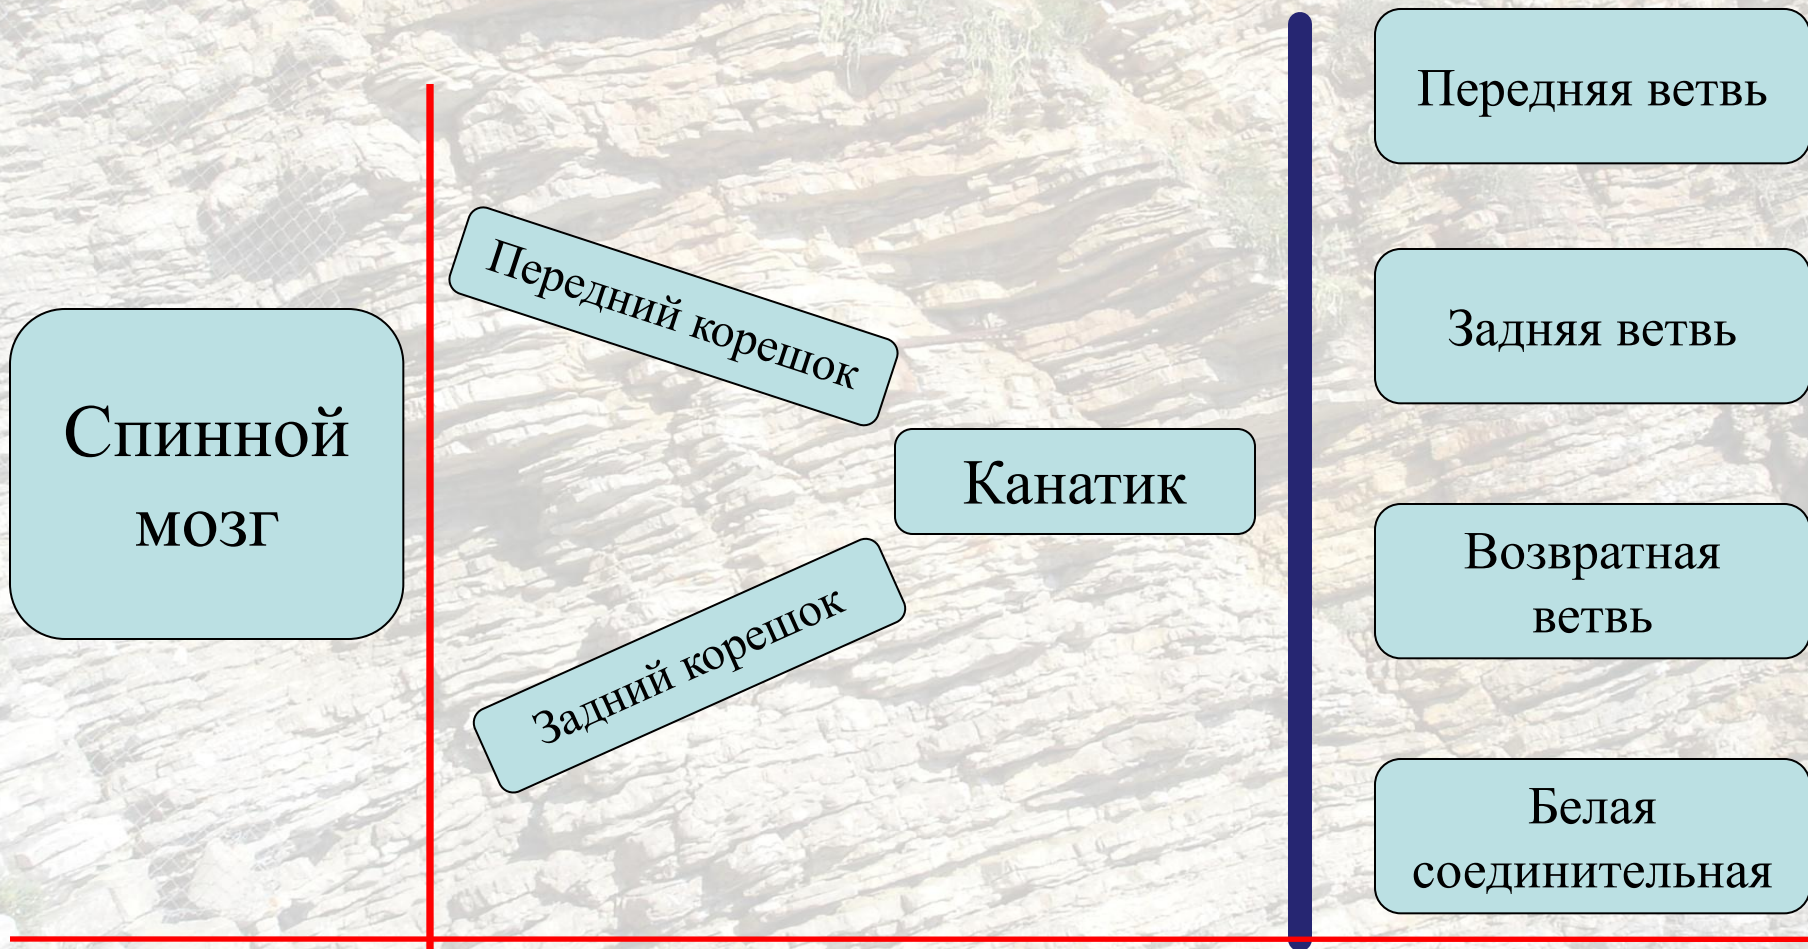 Спинной
мозг
Передний корешок
Задний корешок
Канатик
Передняя ветвь
Задняя ветвь
Возвратная
ветвь
Белая
соединительная